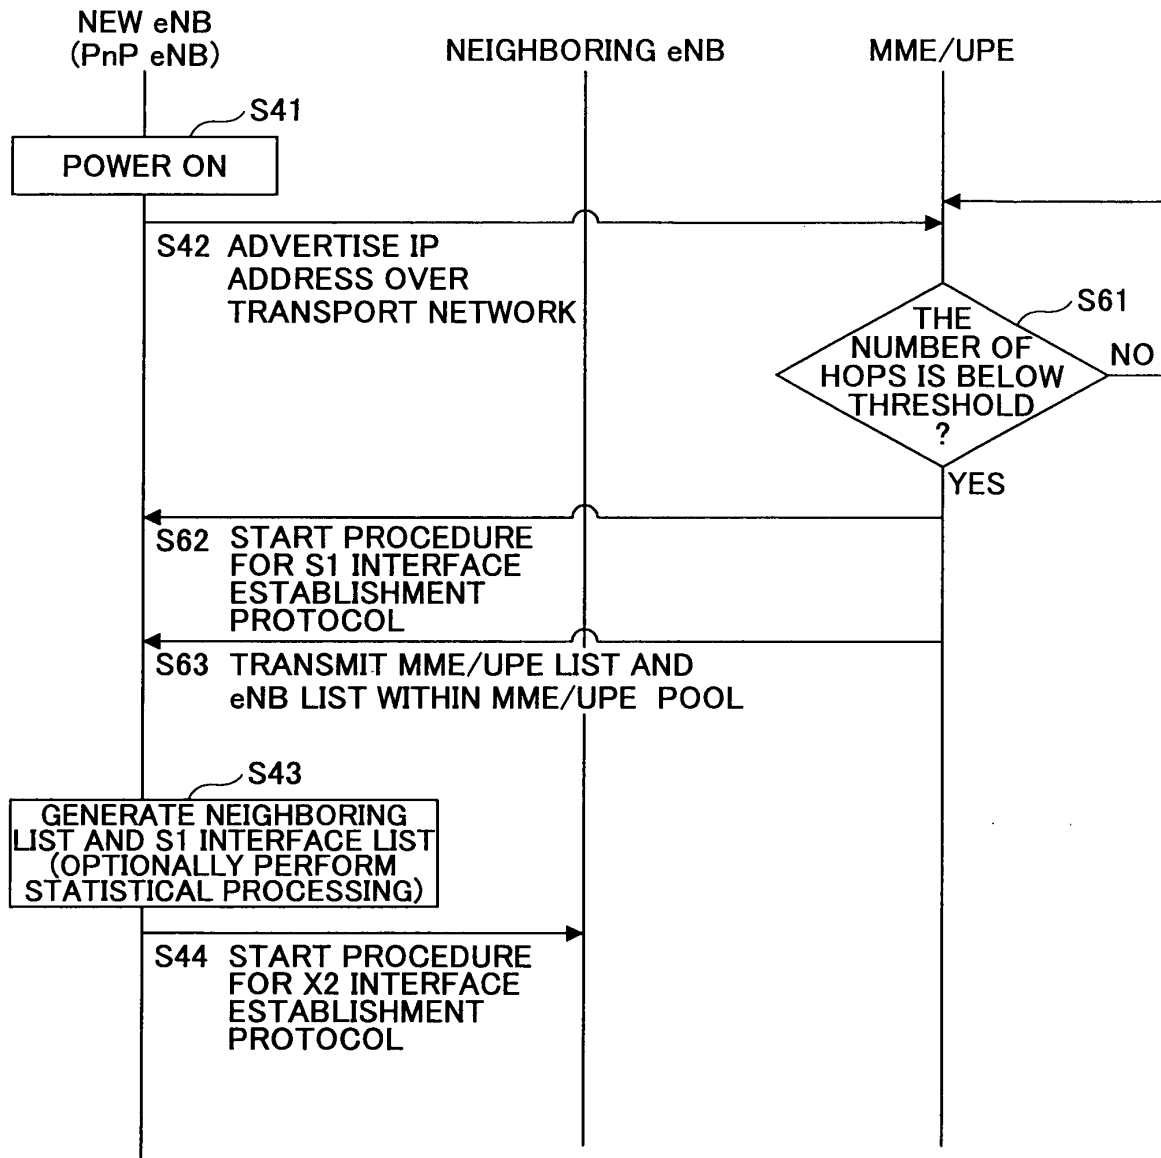 NEW eNB
(PnP eNB)
NEIGHBORING eNB
MME/UPE
S41
POWER ON
S42 ADVERTISE IP
ADDRESS OVER
TRANSPORT NETWORK
S61
THE
NUMBER OF
HOPS IS BELOW
THRESHOLD
?
NO
YES
S62 START PROCEDURE
FOR S1 INTERFACE
ESTABLISHMENT
PROTOCOL
S63 TRANSMIT MME/UPE LIST AND
eNB LIST WITHIN MME/UPE POOL
S43
GENERATE NEIGHBORING
LIST AND S1 INTERFACE LIST
(OPTIONALLY PERFORM
STATISTICAL PROCESSING)
S44 START PROCEDURE
FOR X2 INTERFACE
ESTABLISHMENT
PROTOCOL